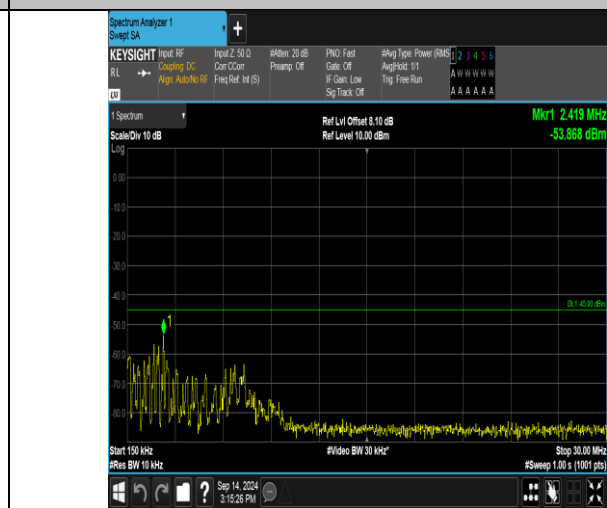 Spectrum Analyzer 1
Swept SA
+
KEYSIGHT Input: RF Input Z: 50 Ω #Atten: 20 dB PNO: Fast #Avg Type: Power (RMS 1 2 3 4 5 6
RL Coupling: DC Corr CCorr Preamp: Off Gate: Off Avg|Hold: 1/1 A W W W W W
Align: Auto/No RF Freq Ref: Int (S) IF Gain: Low Trig: Free Run
Sig Track: Off A A A A A A
LXI
1 Spectrum Ref Lvl Offset 8.10 dB Mkr1 2.419 MHz
Scale/Div 10 dB Ref Level 10.00 dBm -53.868 dBm
Log
0.00
-10.0
-20.0
-30.0
-40.0
DL1 -45.00 dBm
1
-50.0
-60.0
-70.0
-80.0
Start 150 kHz #Video BW 30 kHz* Stop 30.00 MHz
#Res BW 10 kHz #Sweep 1.00 s (1001 pts)
? Sep 14, 2024
3:15:26 PM